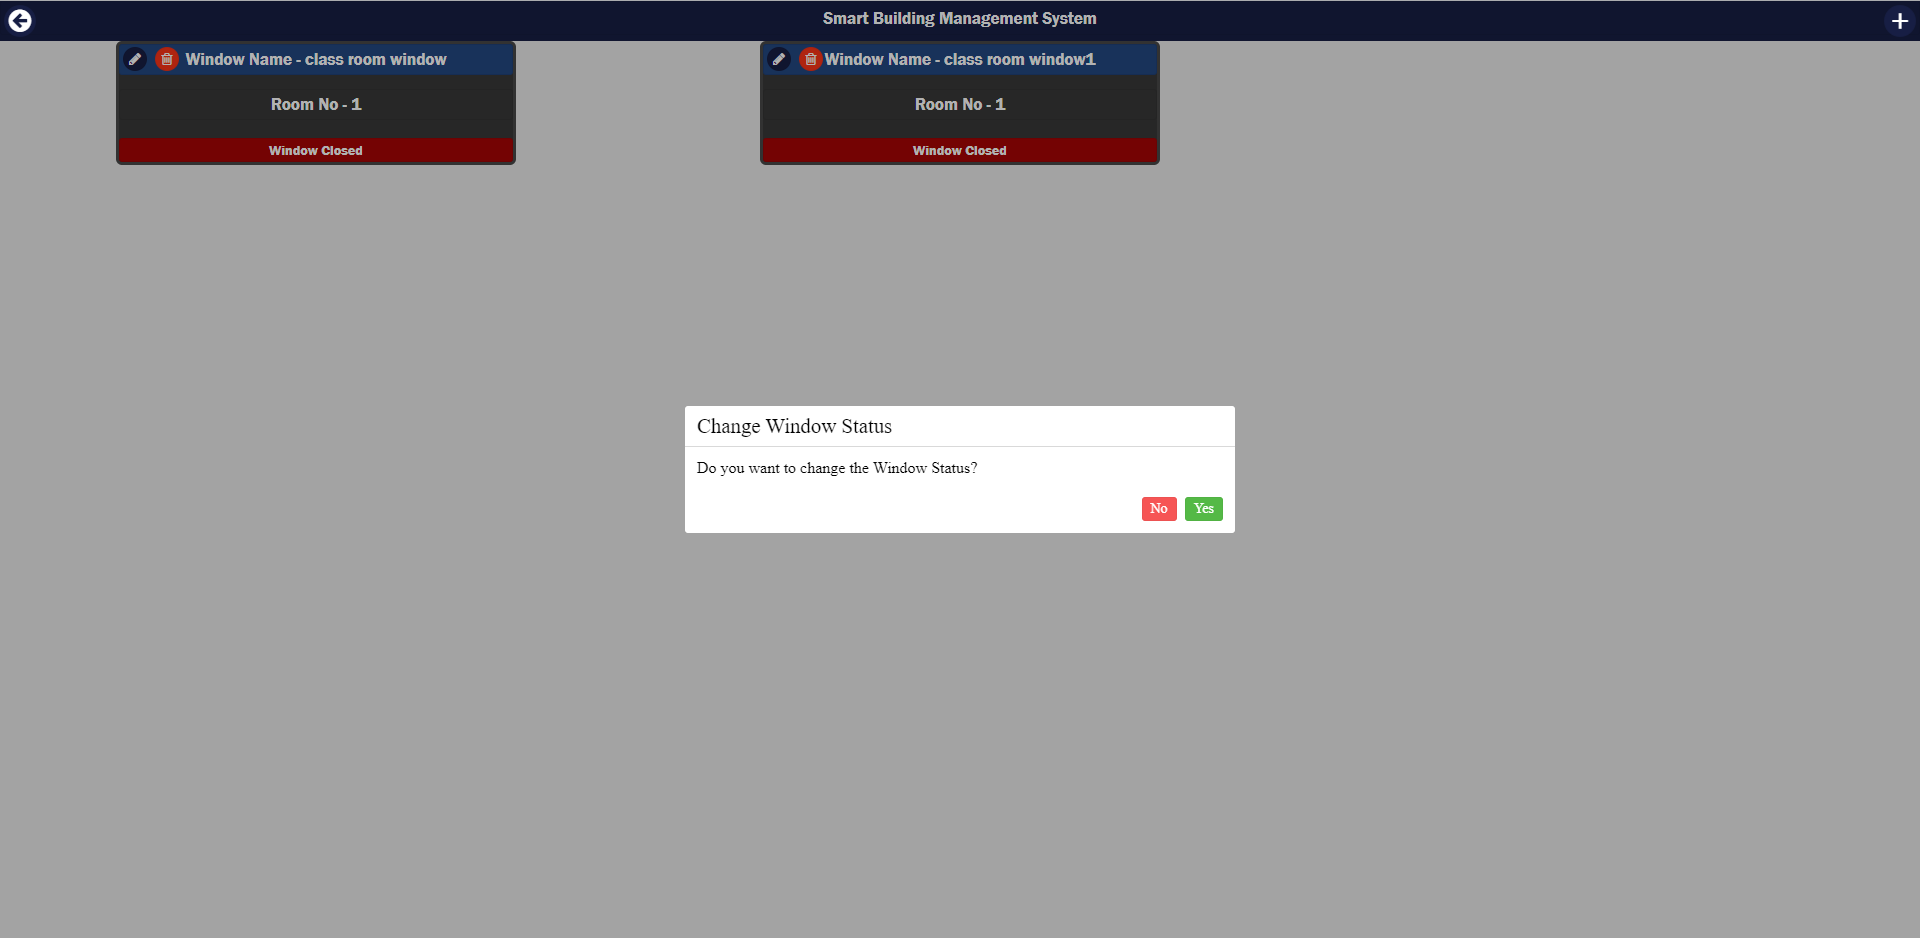 Smart Building Management System
Window Name - class room window
Room No - 1
Window Closed
Window Name - class room window1
Room No - 1
Window Closed
Change Window Status
Do you want to change the Window Status?
No Yes